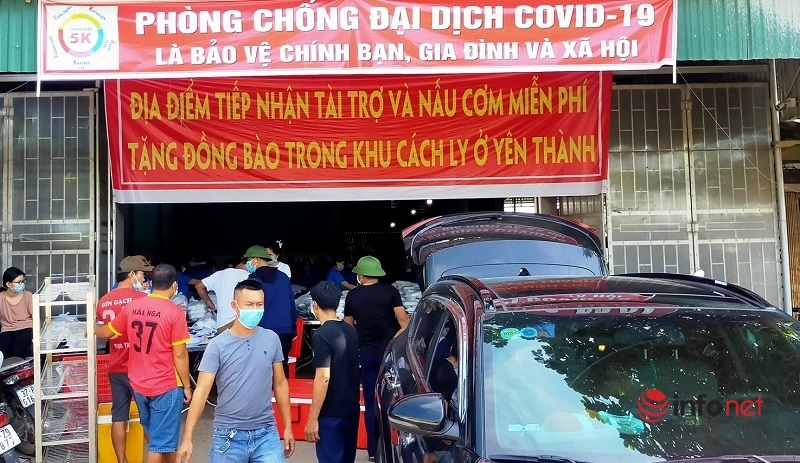 PHÒNG CHỐNG ĐẠI DỊCH COVID-19
LÀ BẢO VỆ CHÍNH BẠN, GIA ĐÌNH VÀ XÃ HỘI
5K
ĐỊA ĐIỂM TIẾP NHẬN TÀI TRỢ VÀ NẤU CƠM MIỄN PHÍ
TẶNG ĐỒNG BÀO TRONG KHU CÁCH LY Ở YÊN THÀNH
HẢI NGA
37
infonet